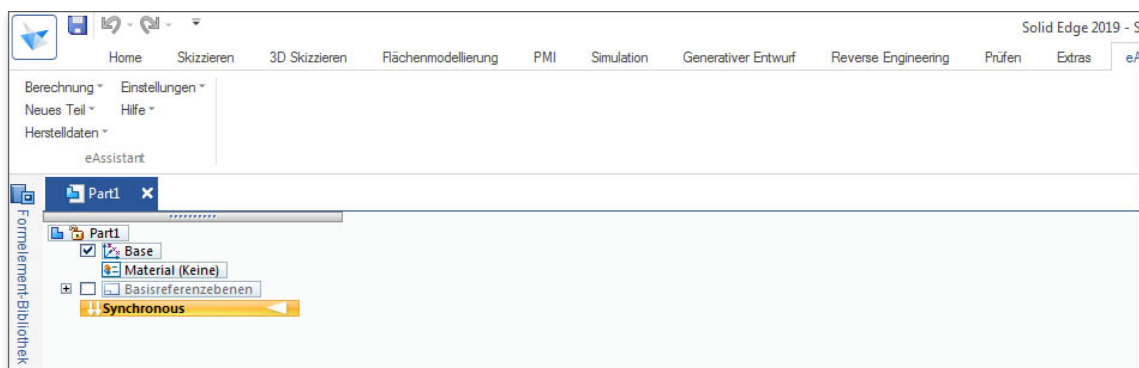 Solid Edge 2019 - S
Home Skizzieren 3D Skizzieren Flächenmodellierung PMI Simulation Generativer Entwurf Reverse Engineering Prüfen Extras eA
Berechnung Einstellungen
Neues Teil Hilfe
Herstelldaten
eAssistant
Part1
Formelement-Bibliothek
Part1
Base
Material (Keine)
Basisreferenzebenen
Synchronous